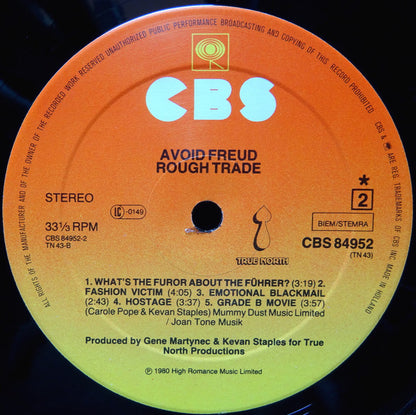 ALL RIGHTS OF THE MANUFACTURER AND OF THE OWNER OF THE RECORDED WORK RESERVED UNAUTHORIZED PUBLIC PERFORMANCE BROADCASTING AND COPYING OF THIS RECORD PROHIBITED
CBS & ARE REG. TRADEMARKS OF CBS INC. MADE IN HOLLAND
CBS
AVOID FREUD
ROUGH TRADE
STEREO
LC -0149
*
2
33⅓ RPM
CBS 84952-2
TN 43-B
BIEM/STEMRA
CBS 84952
(TN 43)
TRUE NORTH
1. WHAT'S THE FUROR ABOUT THE FÜHRER? (3:19) 2.
FASHION VICTIM (4:05) 3. EMOTIONAL BLACKMAIL
(2:43) 4. HOSTAGE (3:37) 5. GRADE B MOVIE (3:57)
(Carole Pope & Kevan Staples) Mummy Dust Music Limited
/ Joan Tone Musik
Produced by Gene Martynec & Kevan Staples for True
North Productions
Ⓟ 1980 High Romance Music Limited